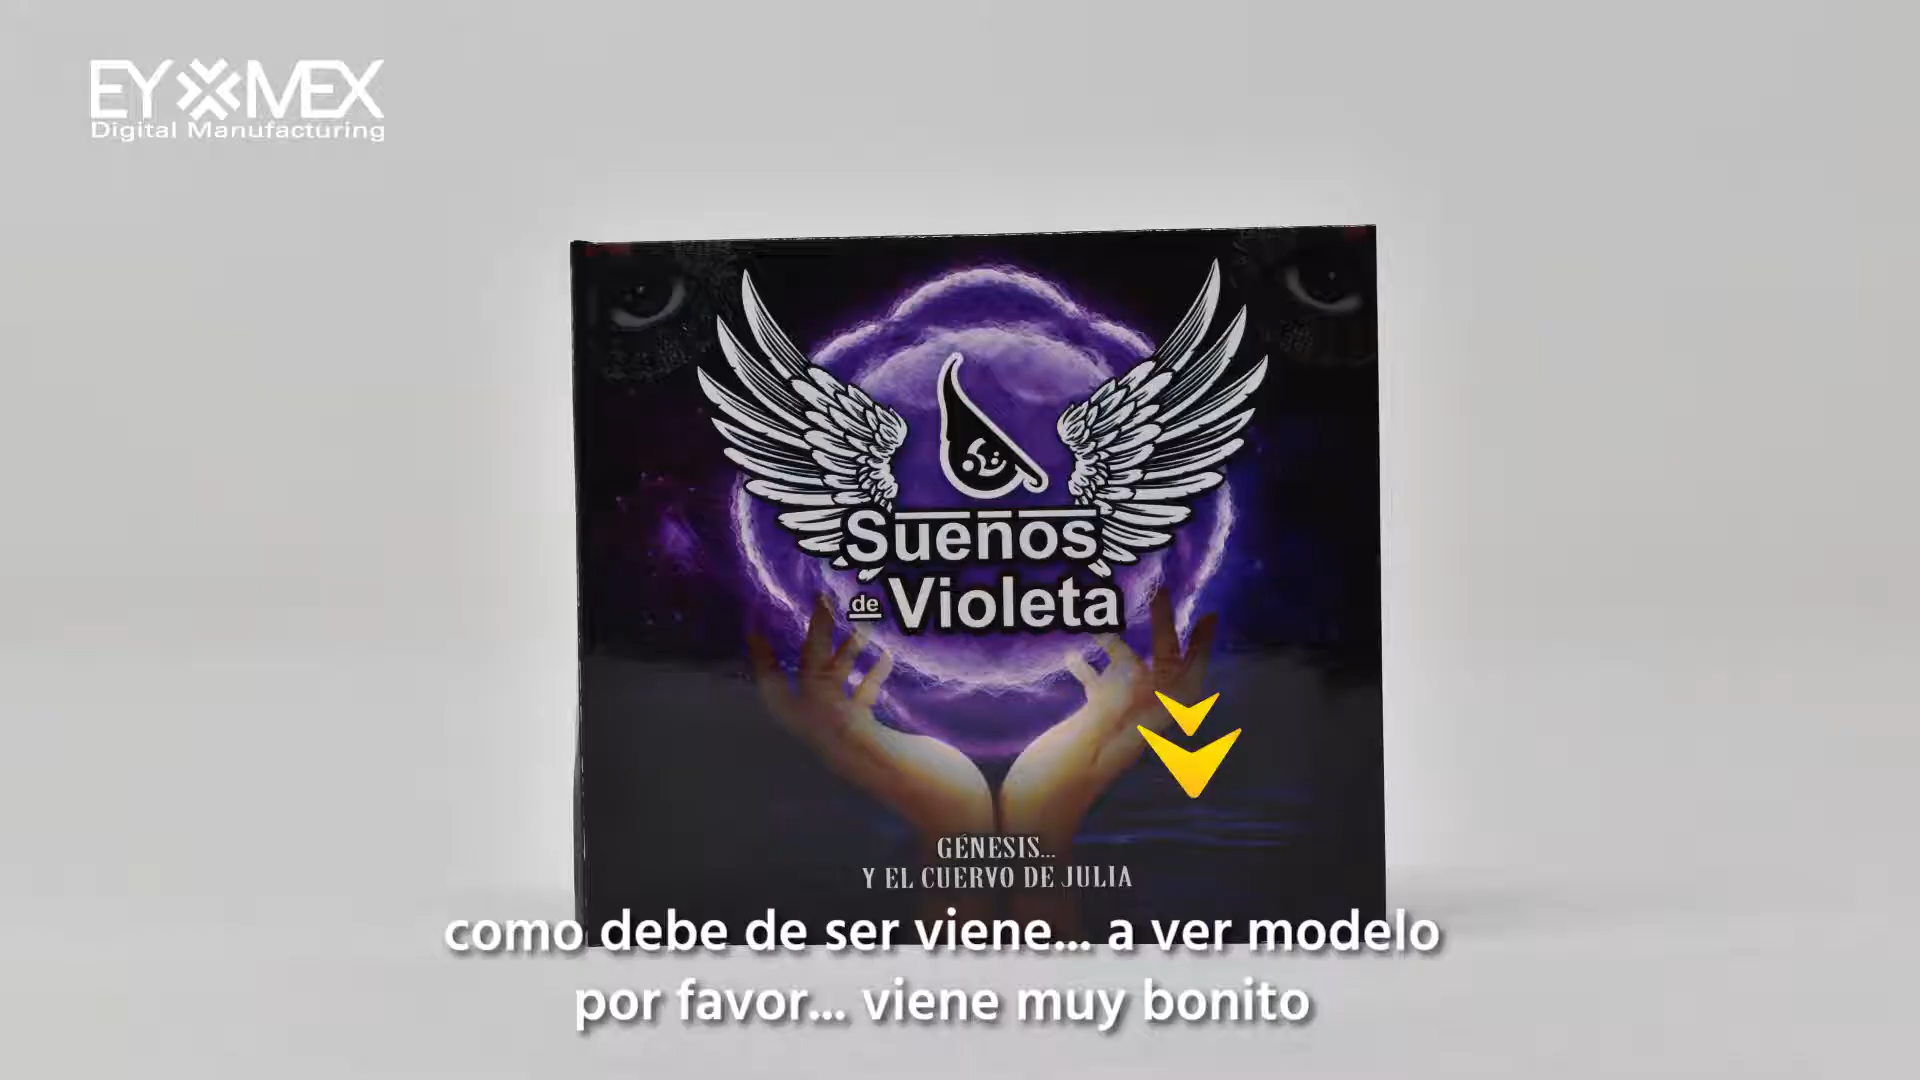 EYXMEX
Digital Manufacturing
Sueños
de Violeta
GÉNESIS...
Y EL CUERVO DE JULIA
como debe de ser viene... a ver modelo
por favor... viene muy bonito